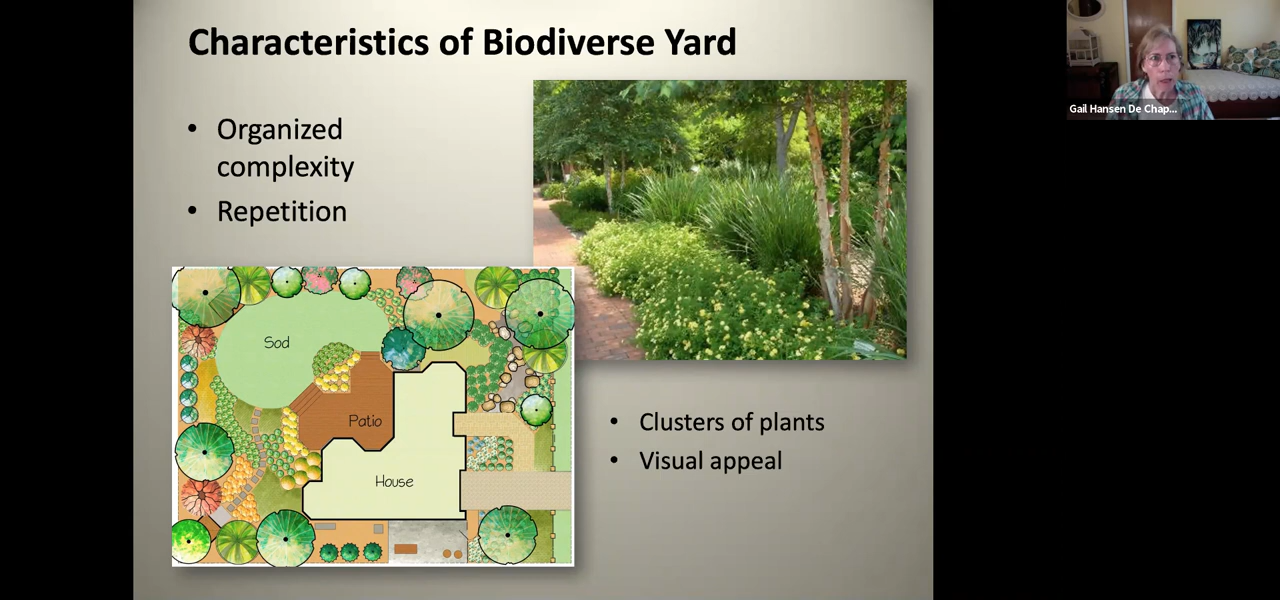 Characteristics of Biodiverse Yard
• Organized
complexity
• Repetition
Sod
Patio
House
• Clusters of plants
• Visual appeal
Gail Hansen De Chap...